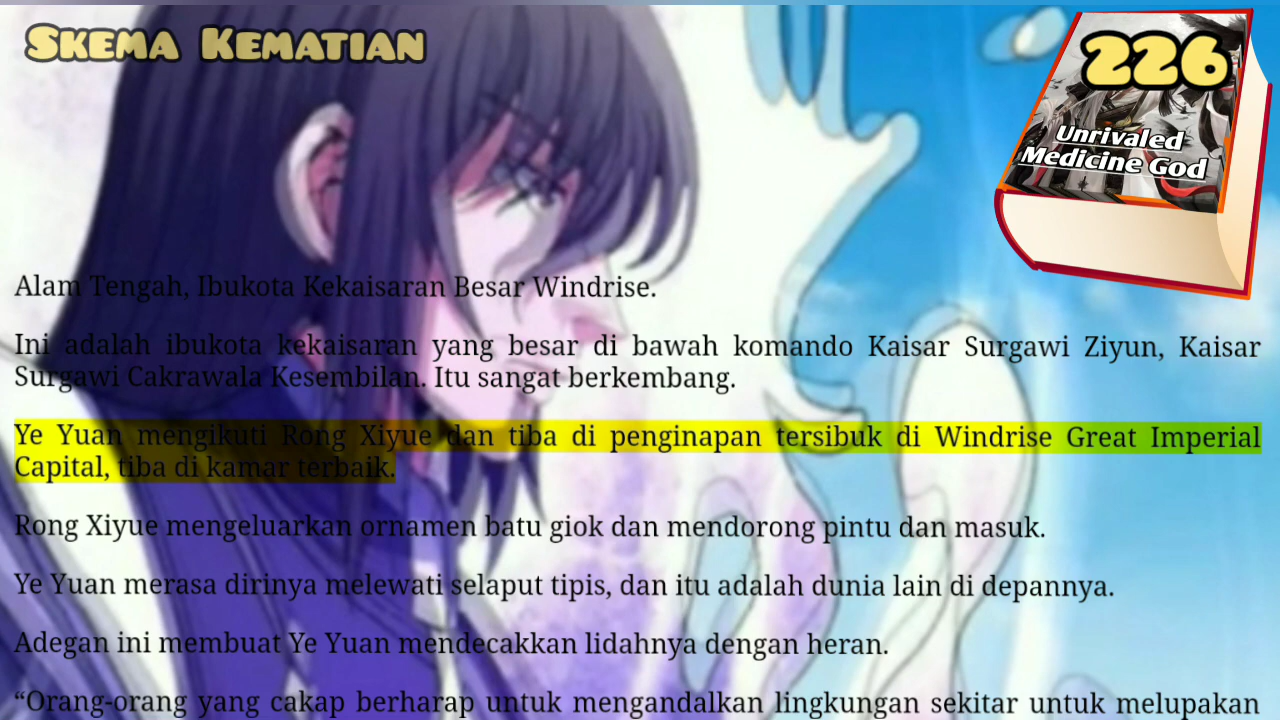 Skema Kematian
226
Unrivaled
Medicine God
Alam Tengah, Ibukota Kekaisaran Besar Windrise.
Ini adalah ibukota kekaisaran yang besar di bawah komando Kaisar Surgawi Ziyun, Kaisar
Surgawi Cakrawala Kesembilan. Itu sangat berkembang.
Ye Yuan mengikuti Rong Xiyue dan tiba di penginapan tersibuk di Windrise Great Imperial
Capital, tiba di kamar terbaik.
Rong Xiyue mengeluarkan ornamen batu giok dan mendorong pintu dan masuk.
Ye Yuan merasa dirinya melewati selaput tipis, dan itu adalah dunia lain di depannya.
Adegan ini membuat Ye Yuan mendecakkan lidahnya dengan heran.
“Orang-orang yang cakap berharap untuk mengandalkan lingkungan sekitar untuk melupakan